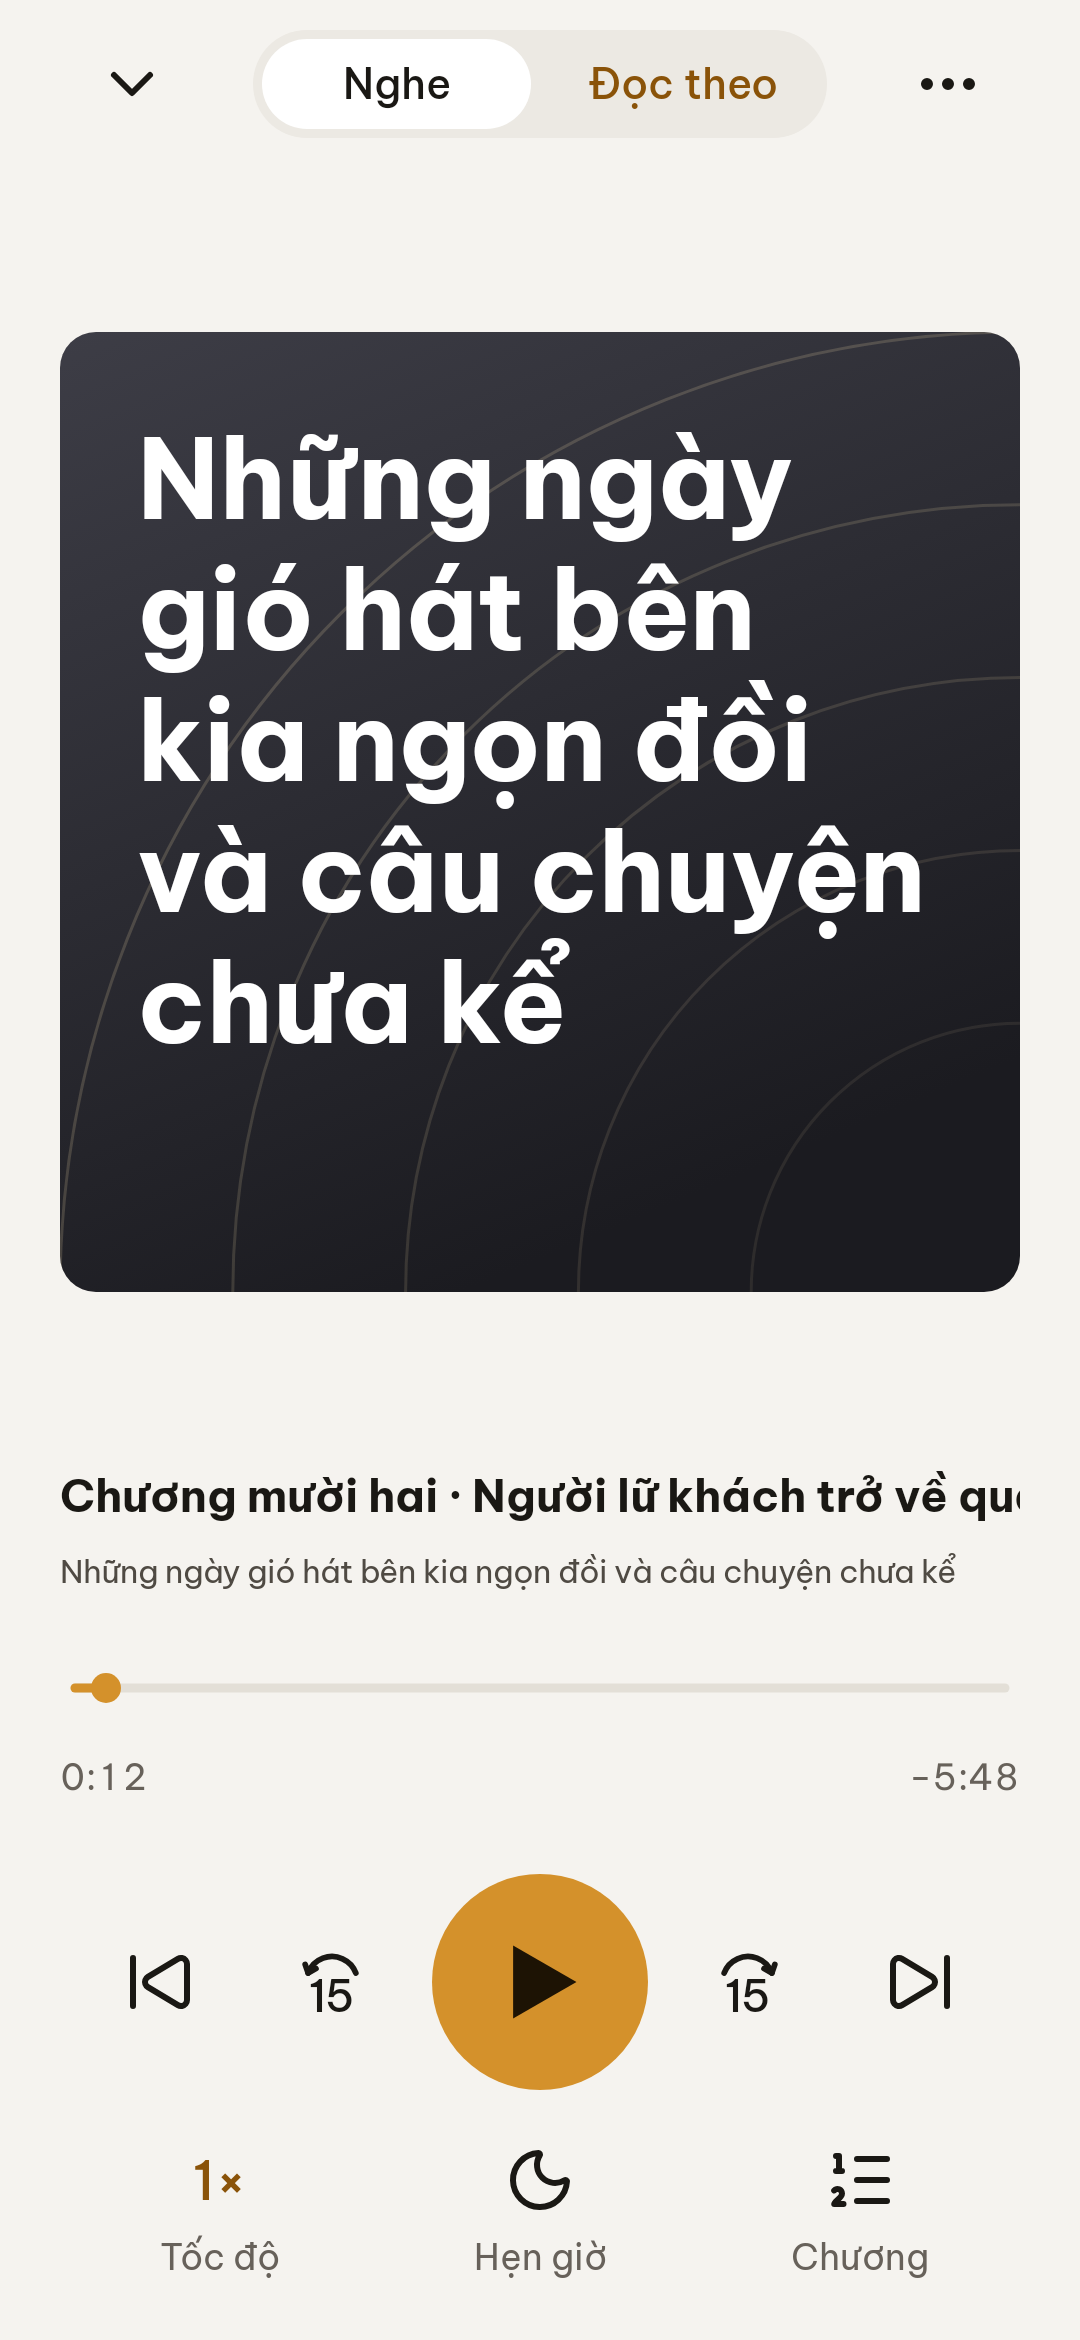 Nghe
Đọc theo
Những ngày
gió hát bên
kia ngọn đồi
và câu chuyện
chưa kể
Chương mười hai · Người lữ khách trở về
Những ngày gió hát bên kia ngọn đồi và câu chuyện chưa kể
0:12
-5:48
15
15
1×
Tốc độ
Hẹn giờ
1
2
Chương